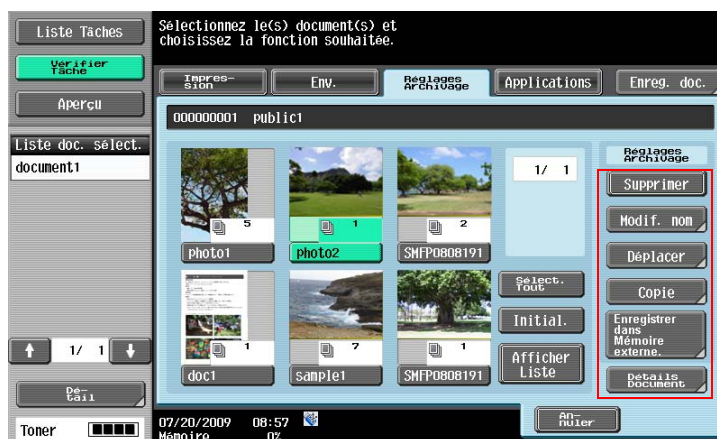 Liste Tâches
Vérifier
Tâche
Aperçu
Liste doc. sélect.
document1
1/ 1
Dé-
tail
Toner
Sélectionnez le(s) document(s) et
choisissez la fonction souhaitée.
Impres-
sion
Env.
Réglages
Archivage
Applications
Enreg. doc.
000000001 public1
5
photo1
1
photo2
2
SMFP0808191
1
doc1
7
sample1
1
SMFP0808191
1/ 1
Sélect.
Tout
Initial.
Afficher
Liste
Réglages
Archivage
Supprimer
Modif. nom
Déplacer
Copie
Enregistrer
dans
Mémoire
externe.
Détails
Document
07/20/2009 08:57
Mémoire 0%
An-
nuler